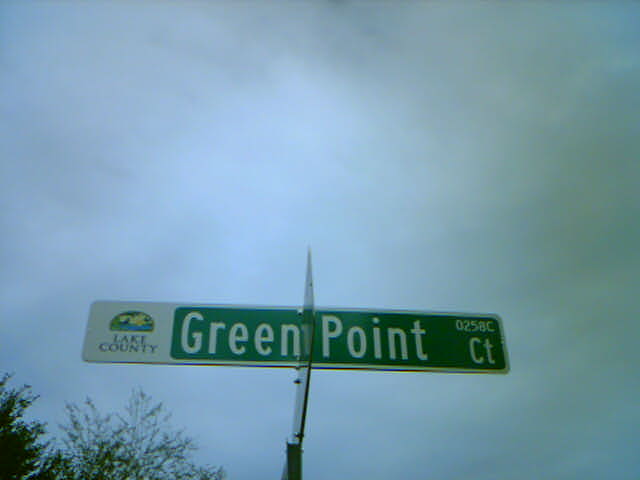 LAKE
COUNTY
Green Point Ct
0258C